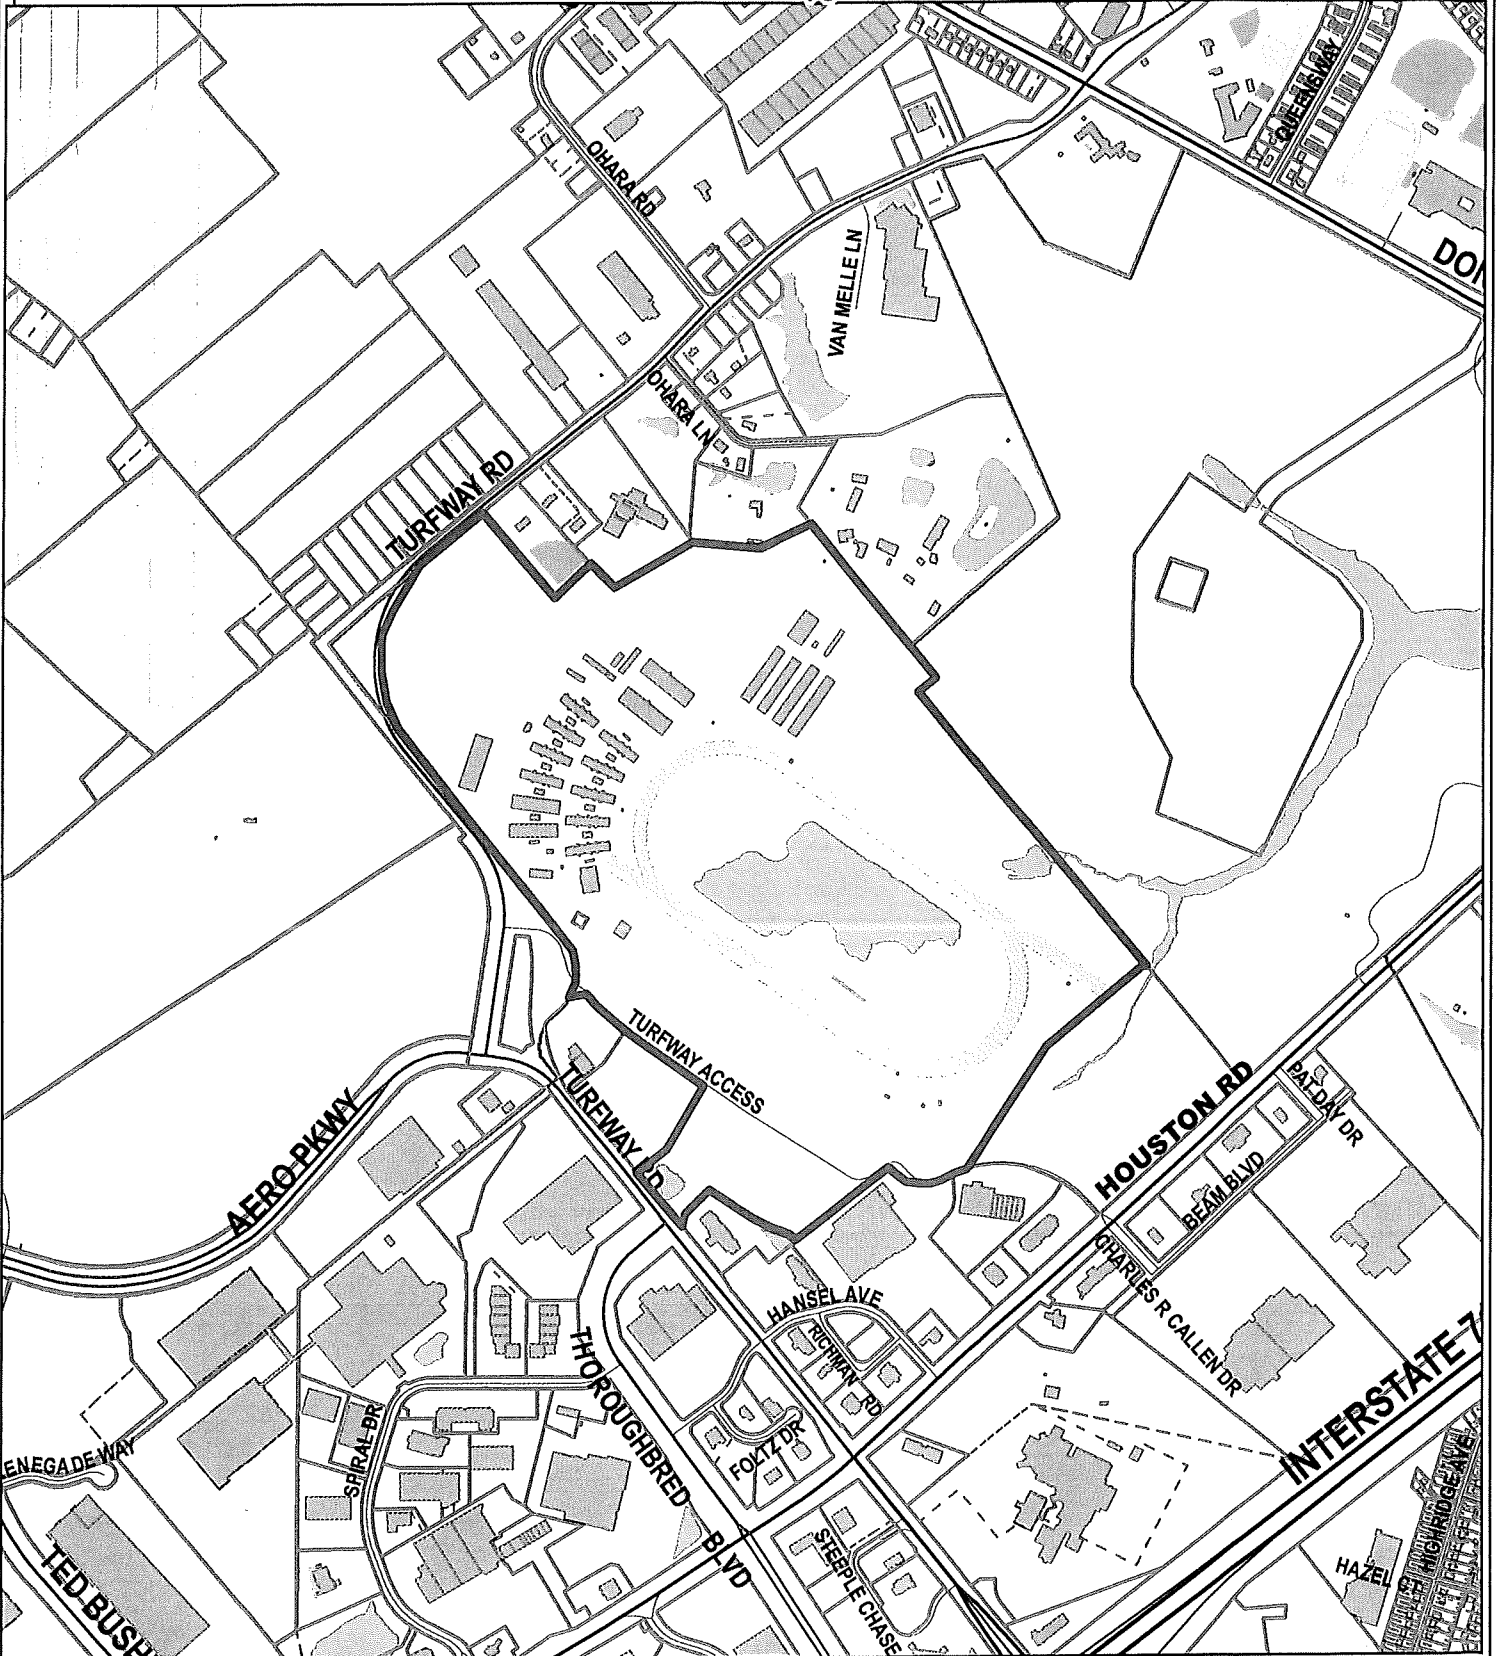 QUEENSWAY
OHARA RD
DON
VAN MELLE LN
OHARA LN
TURFWAY RD
TURFWAY ACCESS
TURFWAY RD
HOUSTON RD
PAT DAY DR
AERO PKWY
BEAM BLVD
CHARLES R CALLEN DR
HANSEL AVE
RICHMAN RD
INTERSTATE 7
THOROUGHBRED BLVD
SPIRAL DR
FOLTZ DR
ENEGADE WAY
STEEPLE CHASE
HIGHRIDGE AVE
HAZEL CT
TED BUSH